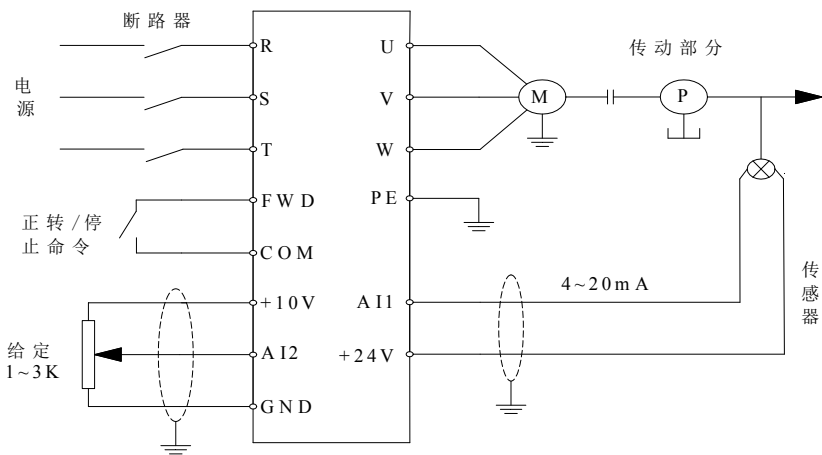 断路器
R
U
传动部分
电
源
S
V
M
P
T
W
正转/停
止命令
FWD
PE
COM
+10V
AI1
4~20mA
传
感
器
给定
1~3K
AI2
+24V
GND